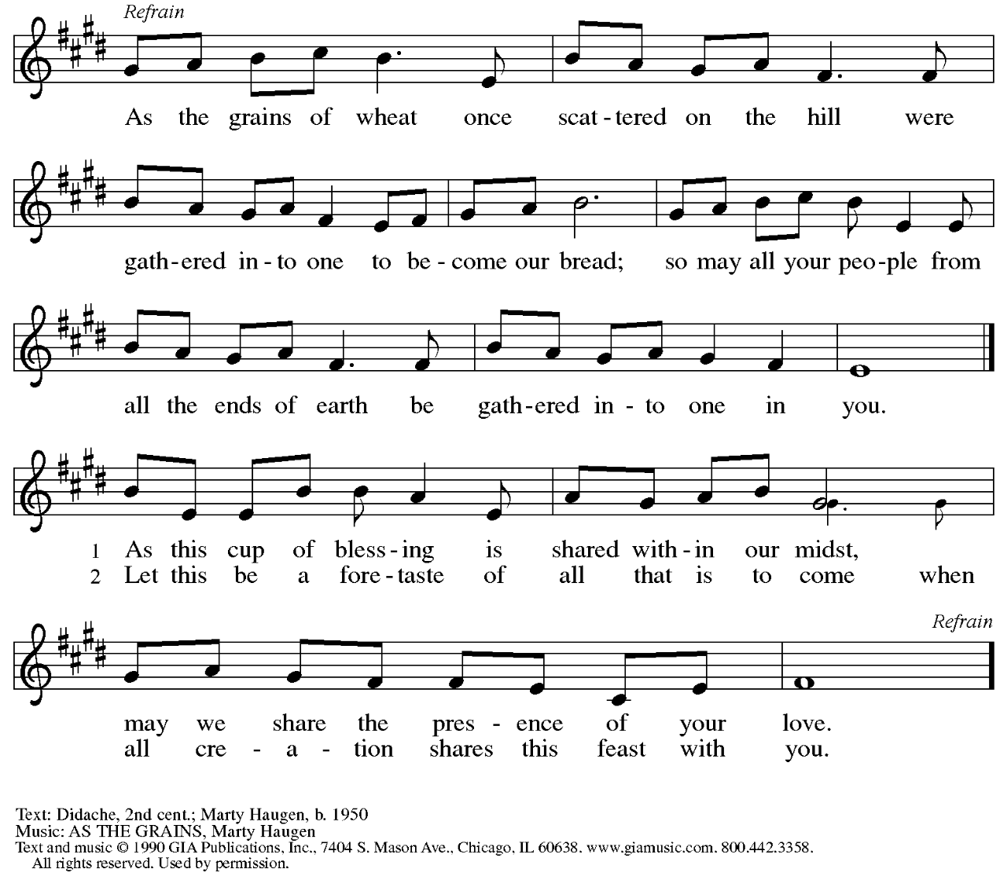 Refrain
As the grains of wheat once scat - tered on the hill were
gath - ered in - to one to be - come our bread; so may all your peo - ple from
all the ends of earth be gath - ered in - to one in you.
1 As this cup of bless - ing is shared with - in our midst,
2 Let this be a fore - taste of all that is to come when
Refrain
may we share the pres - ence of your love.
all cre - a - tion shares this feast with you.
Text: Didache, 2nd cent.; Marty Haugen, b. 1950
Music: AS THE GRAINS, Marty Haugen
Text and music © 1990 GIA Publications, Inc., 7404 S. Mason Ave., Chicago, IL 60638. www.giamusic.com. 800.442.3358.
All rights reserved. Used by permission.